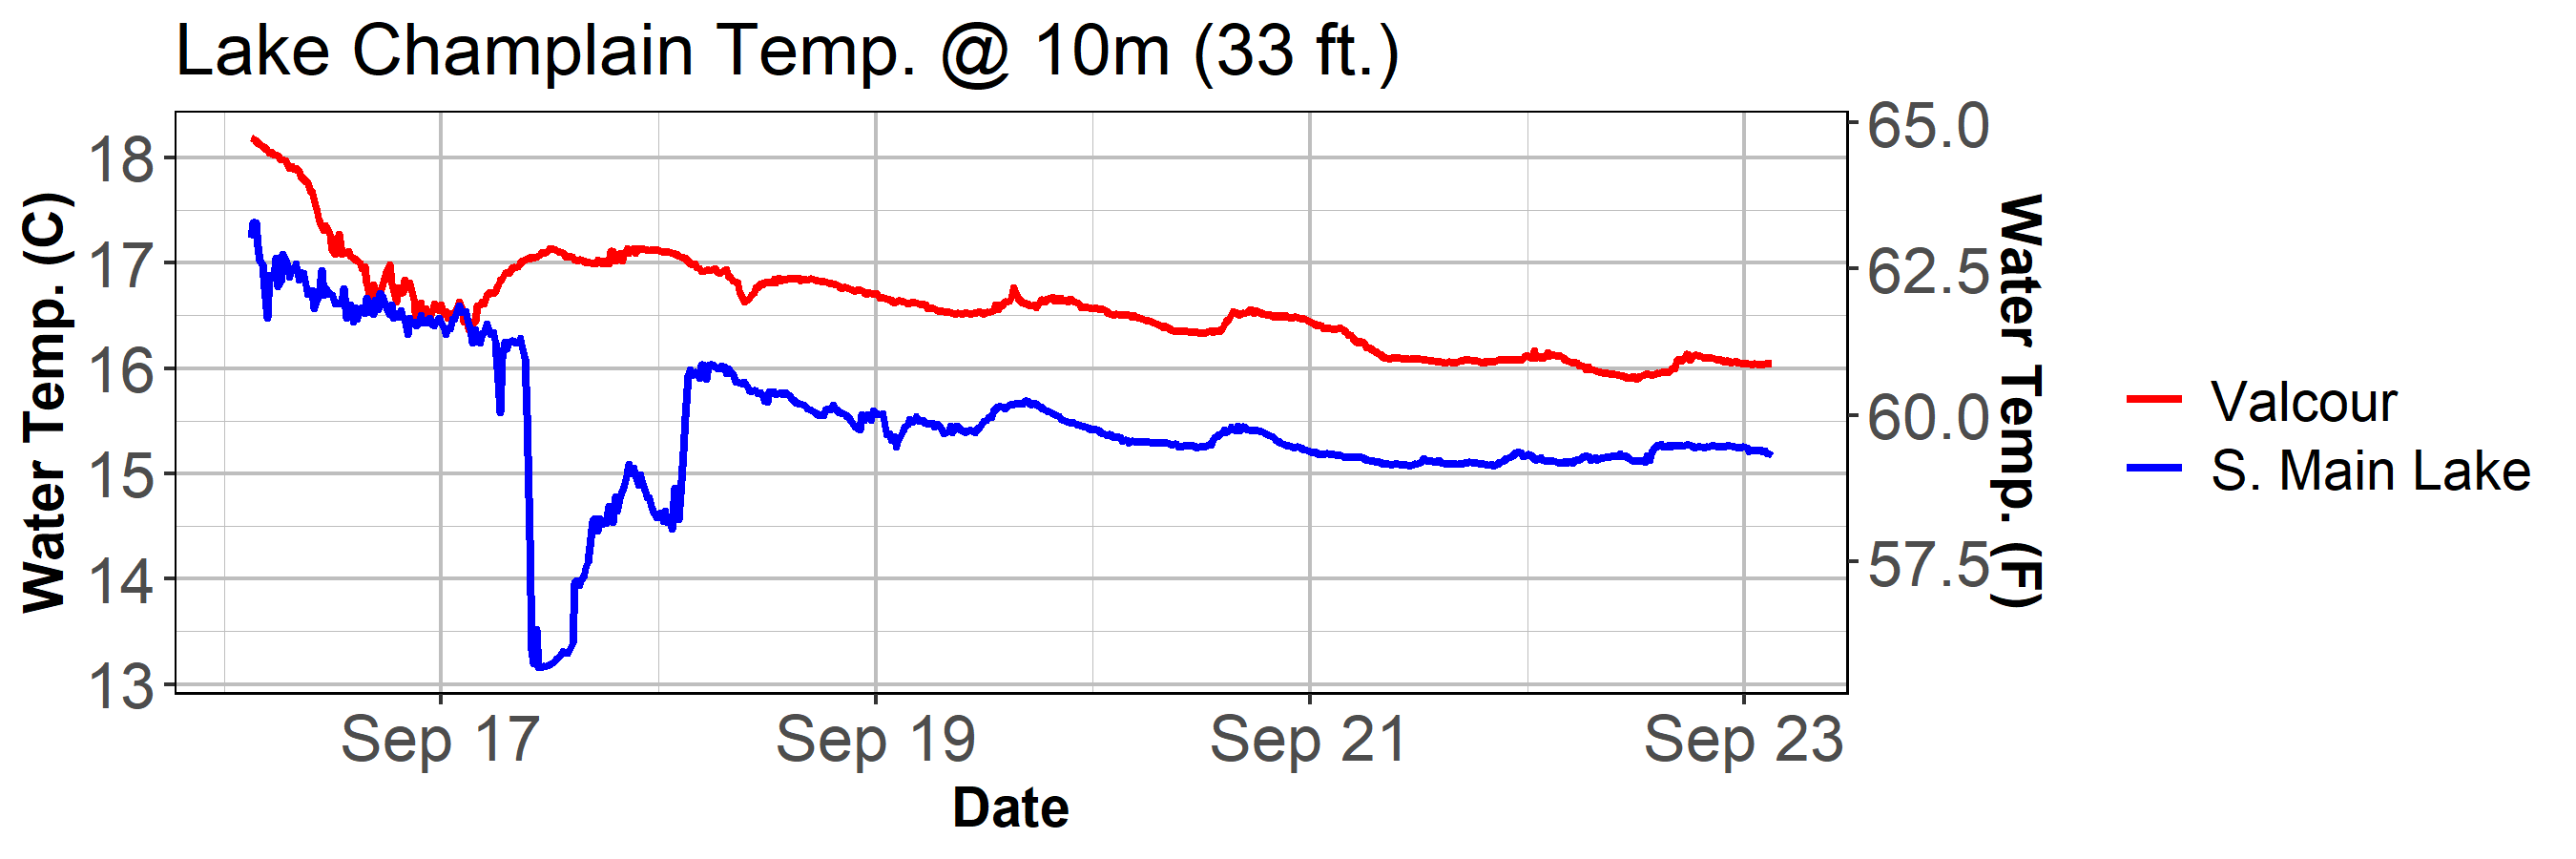 Lake Champlain Temp. @ 10m (33 ft.)
Water Temp. (C)
18
17
16
15
14
13
65.0
62.5
60.0
57.5
Water Temp. (F)
Sep 17
Sep 19
Sep 21
Sep 23
Date
Valcour
S. Main Lake